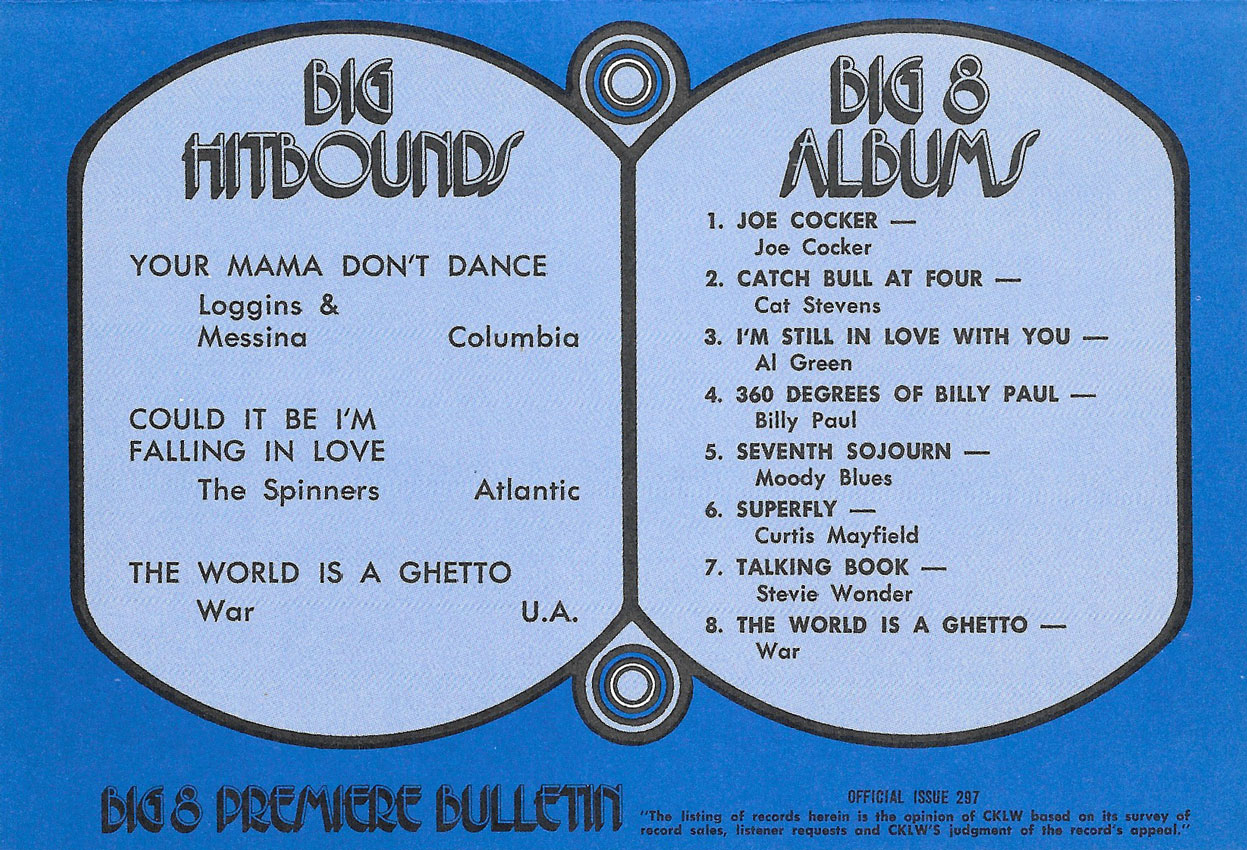 BIG
HITBOUNDS
YOUR MAMA DON'T DANCE
Loggins &
Messina Columbia
COULD IT BE I'M
FALLING IN LOVE
The Spinners Atlantic
THE WORLD IS A GHETTO
War U.A.
BIG 8
ALBUMS
1. JOE COCKER —
Joe Cocker
2. CATCH BULL AT FOUR —
Cat Stevens
3. I'M STILL IN LOVE WITH YOU —
Al Green
4. 360 DEGREES OF BILLY PAUL —
Billy Paul
5. SEVENTH SOJOURN —
Moody Blues
6. SUPERFLY —
Curtis Mayfield
7. TALKING BOOK —
Stevie Wonder
8. THE WORLD IS A GHETTO —
War
BIG 8 PREMIERE BULLETIN
OFFICIAL ISSUE 297
"The listing of records herein is the opinion of CKLW based on its survey of
record sales, listener requests and CKLW'S judgment of the record's appeal."